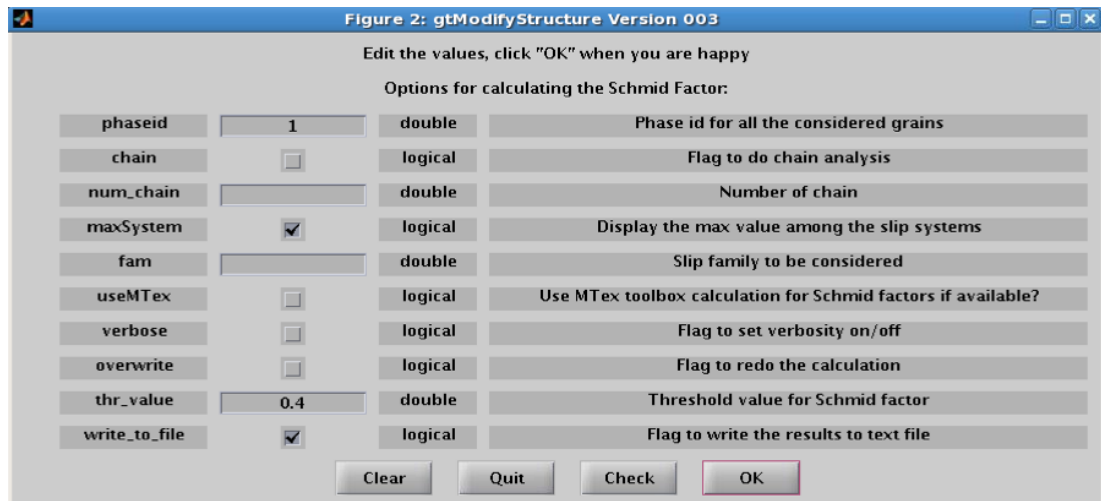 Figure 2: gtModifyStructure Version 003
Edit the values, click "OK" when you are happy
Options for calculating the Schmid Factor:
phaseid 1 double Phase id for all the considered grains
chain logical Flag to do chain analysis
num_chain double Number of chain
maxSystem logical Display the max value among the slip systems
fam double Slip family to be considered
useMTex logical Use MTex toolbox calculation for Schmid factors if available?
verbose logical Flag to set verbosity on/off
overwrite logical Flag to redo the calculation
thr_value 0.4 double Threshold value for Schmid factor
write_to_file logical Flag to write the results to text file
Clear Quit Check OK